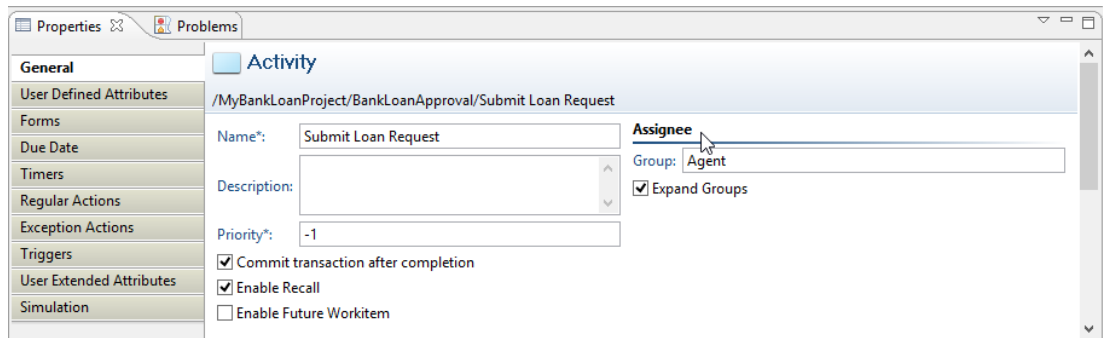 Properties
Problems
General
User Defined Attributes
Forms
Due Date
Timers
Regular Actions
Exception Actions
Triggers
User Extended Attributes
Simulation
Activity
/MyBankLoanProject/BankLoanApproval/Submit Loan Request
Name*: Submit Loan Request
Description:
Priority*: -1
Commit transaction after completion
Enable Recall
Enable Future Workitem
Assignee
Group: Agent
Expand Groups